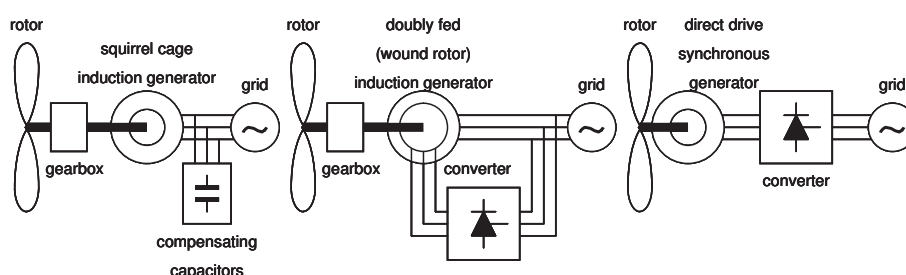 rotor
squirrel cage
induction generator
grid
gearbox
compensating
capacitors
rotor
doubly fed
(wound rotor)
induction generator
grid
gearbox
converter
rotor
direct drive
synchronous
generator
grid
converter